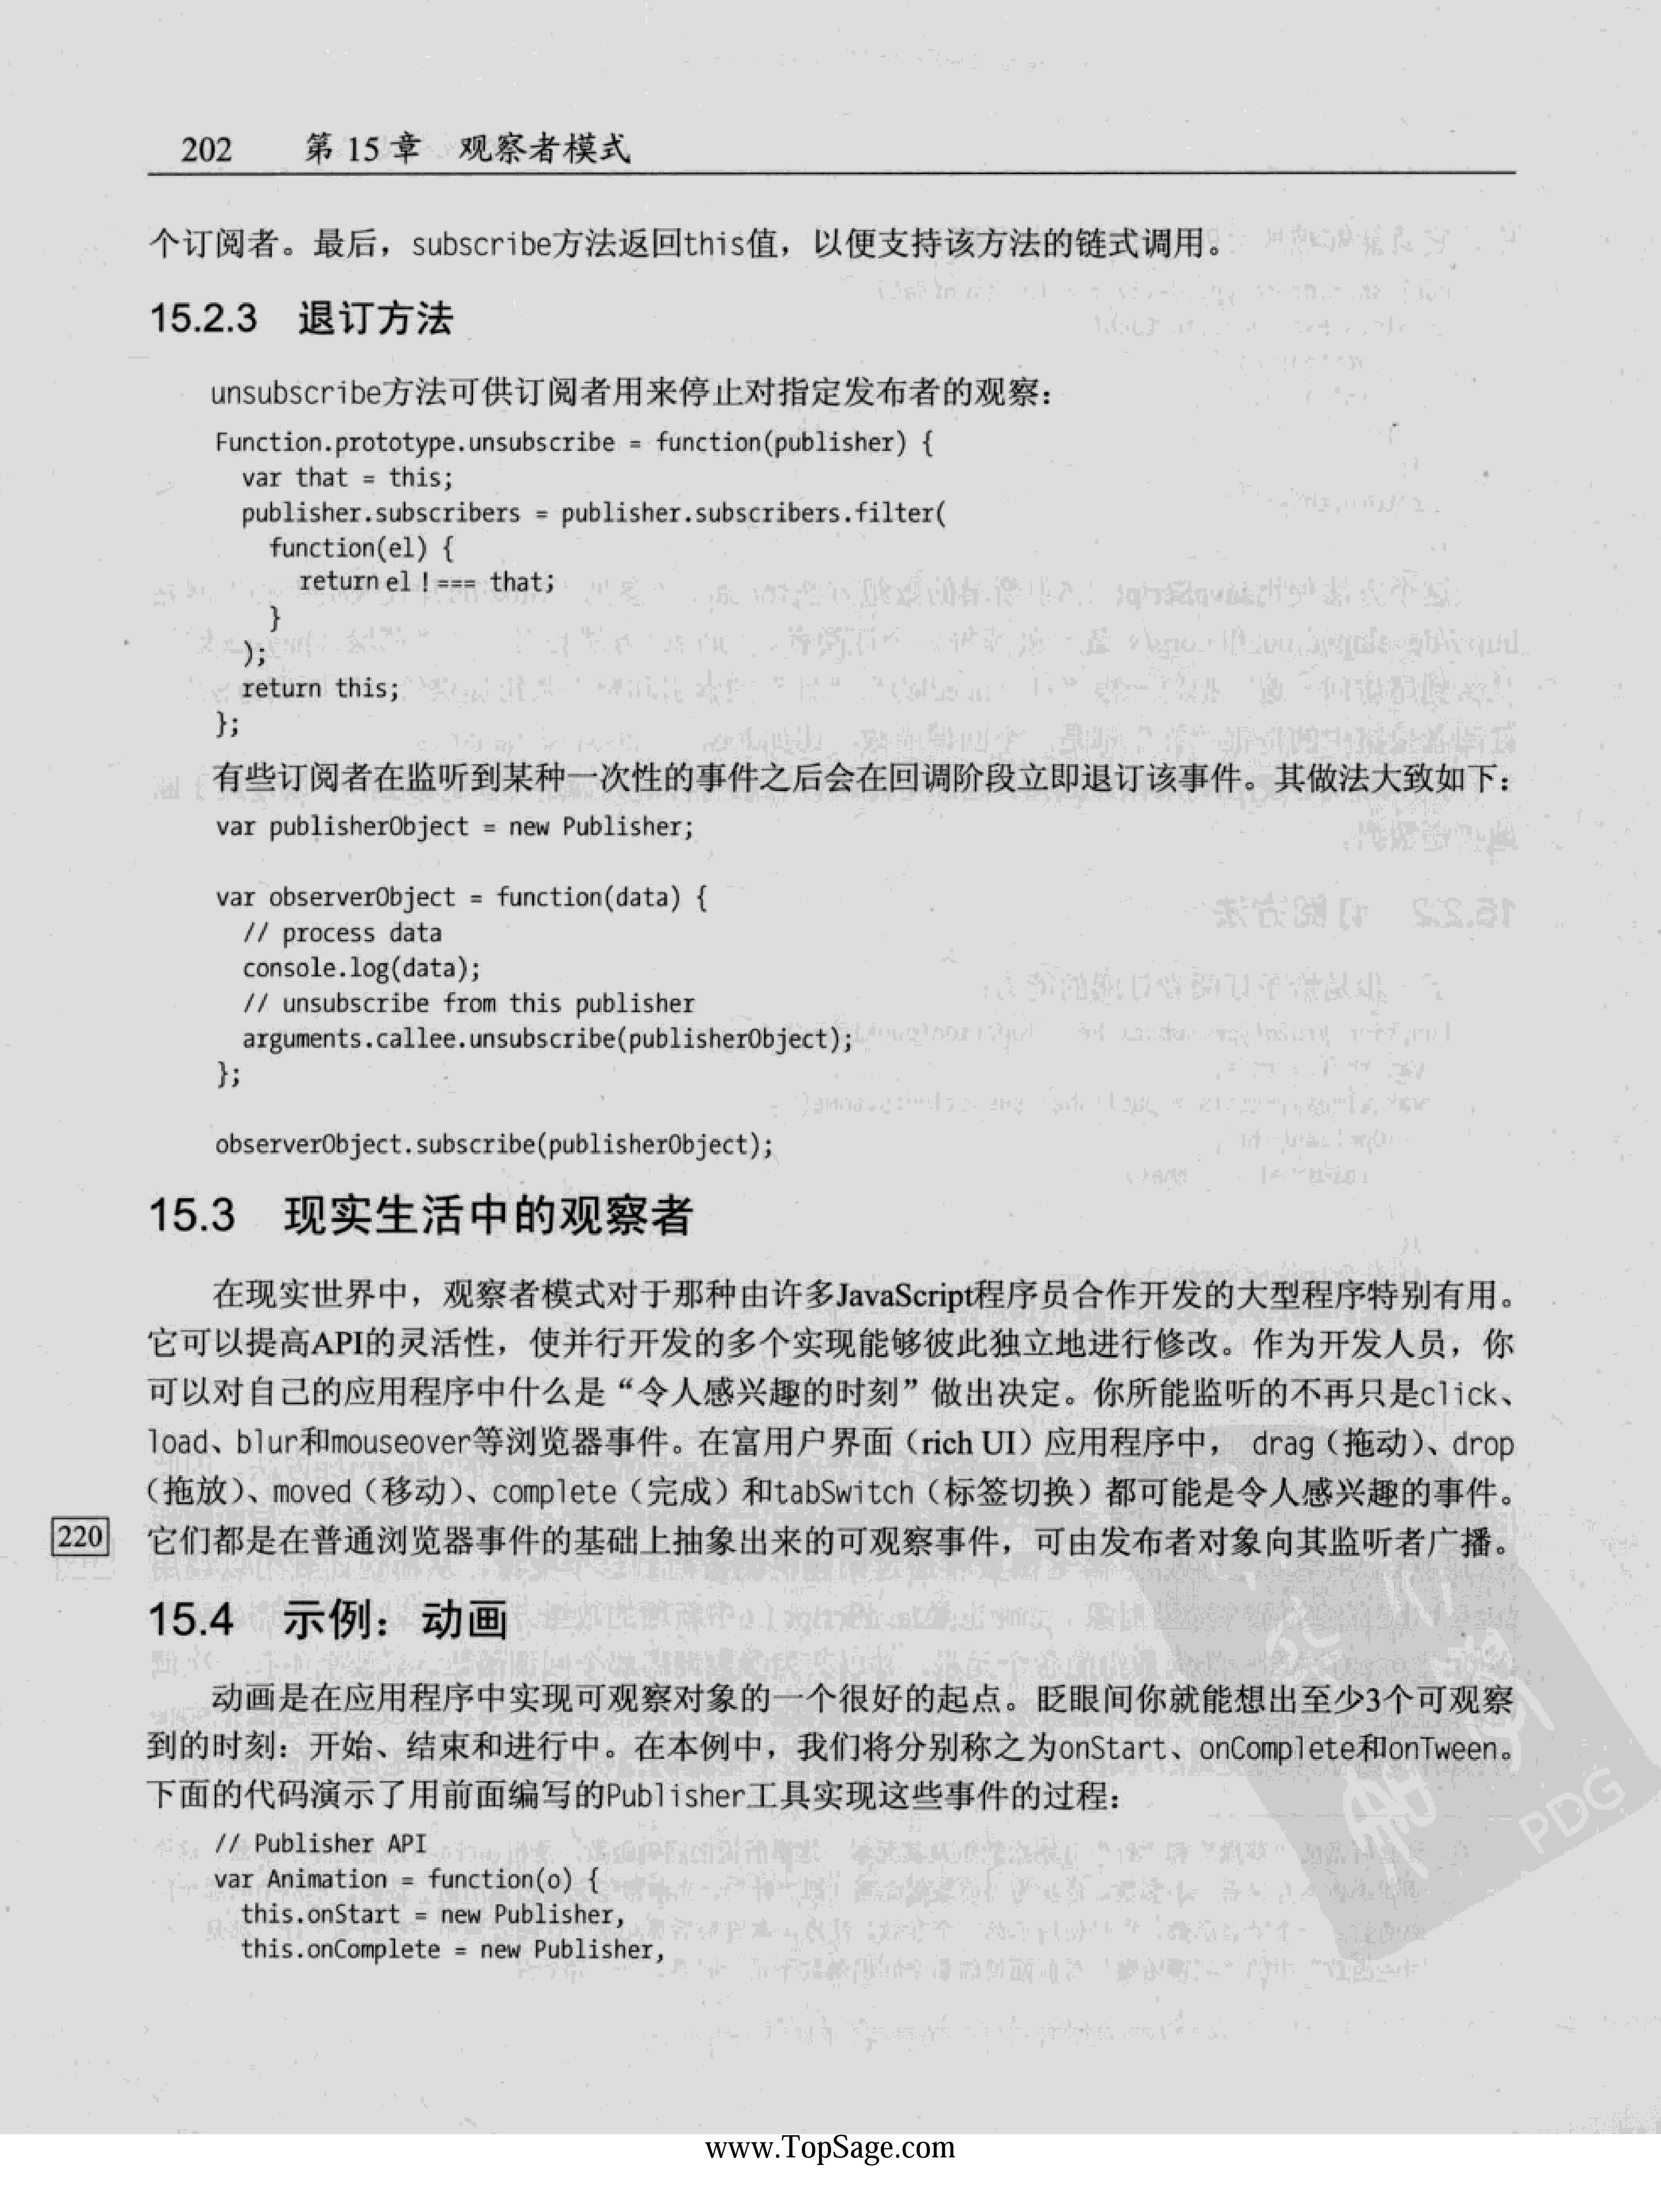 202 第 15 章 观察者模式
个订阅者。最后，subscribe方法返回this值，以便支持该方法的链式调用。
15.2.3 退订方法
unsubscribe方法可供订阅者用来停止对指定发布者的观察：
Function.prototype.unsubscribe = function(publisher) {
var that = this;
publisher.subscribers = publisher.subscribers.filter(
function(el) {
return el !=== that;
}
);
return this;
};
有些订阅者在监听到某种一次性的事件之后会在回调阶段立即退订该事件。其做法大致如下：
var publisherObject = new Publisher;
var observerObject = function(data) {
// process data
console.log(data);
// unsubscribe from this publisher
arguments.callee.unsubscribe(publisherObject);
};
observerObject.subscribe(publisherObject);
15.3 现实生活中的观察者
在现实世界中，观察者模式对于那种由许多JavaScript程序员合作开发的大型程序特别有用。
它可以提高API的灵活性，使并行开发的多个实现能够彼此独立地进行修改。作为开发人员，你
可以对自己的应用程序中什么是“令人感兴趣的时刻”做出决定。你所能监听的不再只是click、
load、blur和mouseover等浏览器事件。在富用户界面（rich UI）应用程序中， drag（拖动）、drop
（拖放）、moved（移动）、complete（完成）和tabSwitch（标签切换）都可能是令人感兴趣的事件。
220 它们都是在普通浏览器事件的基础上抽象出来的可观察事件，可由发布者对象向其监听者广播。
15.4 示例：动画
动画是在应用程序中实现可观察对象的一个很好的起点。眨眼间你就能想出至少3个可观察
到的时刻：开始、结束和进行中。在本例中，我们将分别称之为onStart、onComplete和onTween。
下面的代码演示了用前面编写的Publisher工具实现这些事件的过程：
// Publisher API
var Animation = function(o) {
this.onStart = new Publisher,
this.onComplete = new Publisher,
PDG
www.TopSage.com